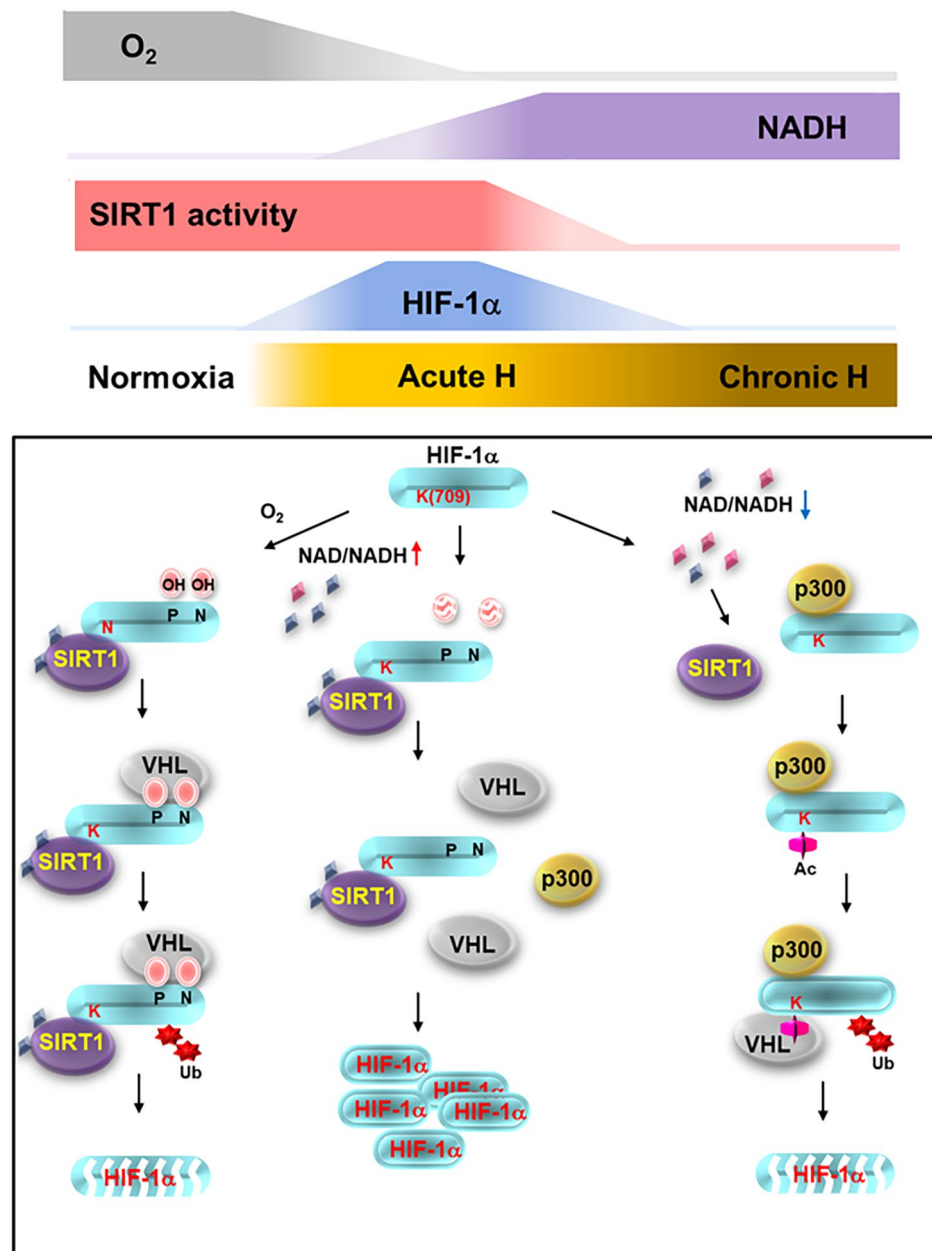 O₂
NADH
SIRT1 activity
HIF-1α
Normoxia Acute H Chronic H
HIF-1α
K(709)
O₂
NAD/NADH
NAD/NADH
OH OH
P N
N
SIRT1
P N
K
SIRT1
SIRT1
p300
K
VHL
P N
K
SIRT1
VHL
P N
K
SIRT1
p300
VHL
p300
K
Ac
VHL
P N
K
SIRT1
Ub
HIF-1α
HIF-1α
HIF-1α
HIF-1α
HIF-1α
p300
K
VHL
Ub
HIF-1α
HIF-1α